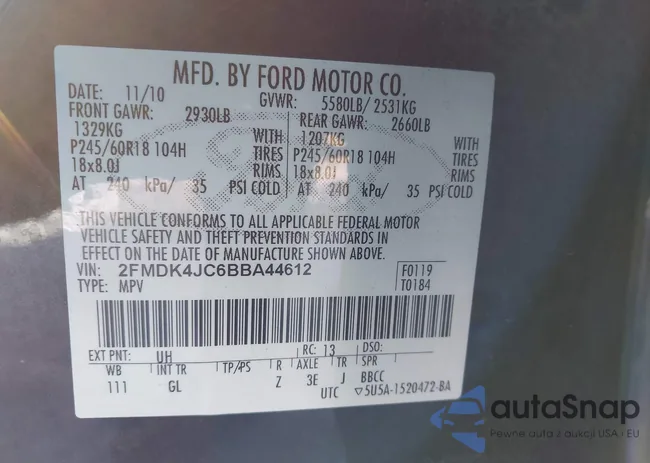 MFD. BY FORD MOTOR CO.
DATE: 11/10 GVWR: 5580LB/ 2531KG
FRONT GAWR: 2930LB REAR GAWR: 2660LB
1329KG WITH 1207KG WITH
P245/60R18 104H TIRES P245/60R18 104H TIRES
18x8.0J RIMS 18x8.0J RIMS
AT 240 kPa/ 35 PSI COLD AT 240 kPa/ 35 PSI COLD
THIS VEHICLE CONFORMS TO ALL APPLICABLE FEDERAL MOTOR
VEHICLE SAFETY AND THEFT PREVENTION STANDARDS IN
EFFECT ON THE DATE OF MANUFACTURE SHOWN ABOVE.
VIN: 2FMDK4JC6BBA44612 F0119
TYPE: MPV T0184
EXT PNT: UH RC: 13 DSO:
WB INT TR TP/PS R AXLE TR SPR
111 GL Z 3E J BBCC
UTC ▽5U5A-1520472-BA
autaSnap
Pewne auta z aukcji USA i EU